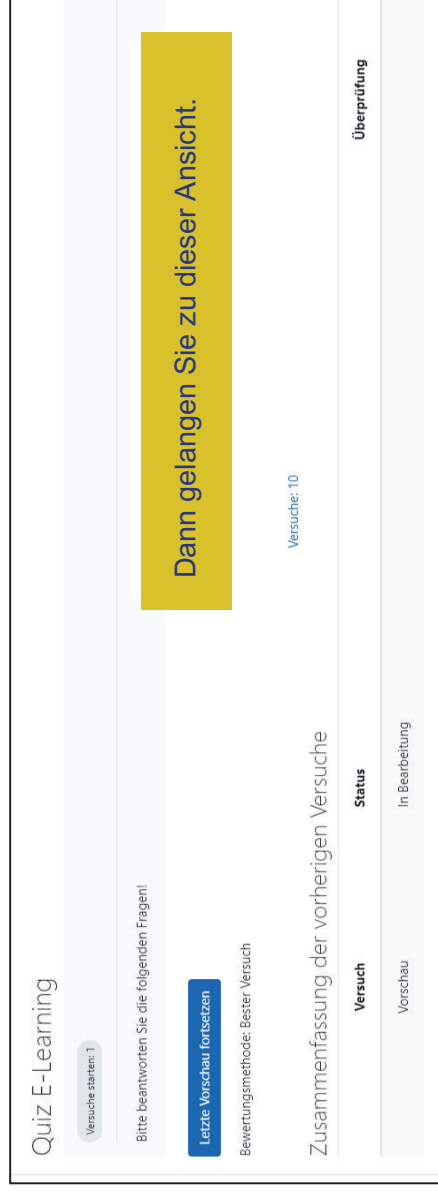 Quiz E-Learning
Versuche starten: 1
Bitte beantworten Sie die folgenden Fragen!
Dann gelangen Sie zu dieser Ansicht.
Letzte Vorschau fortsetzen
Bewertungsmethode: Bester Versuch
Versuche: 10
Zusammenfassung der vorherigen Versuche
Versuch Status Überprüfung
Vorschau In Bearbeitung